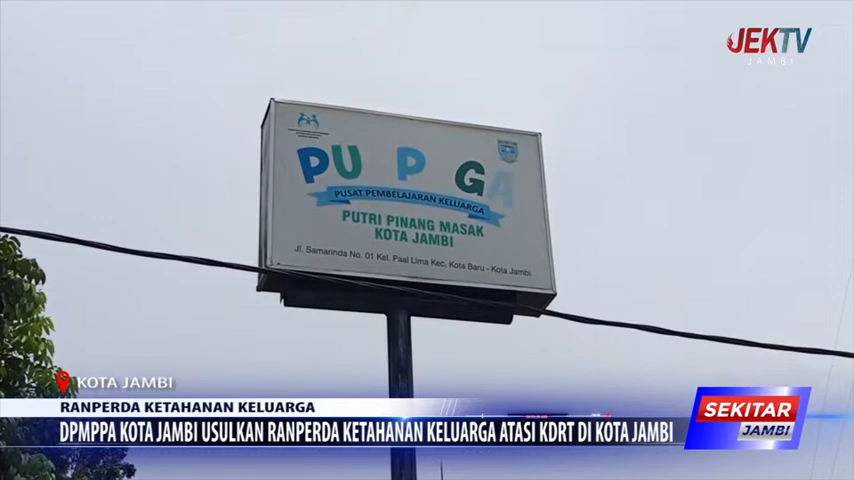 JEKTV
JAMBI
PU P GA
PUSAT PEMBELAJARAN KELUARGA
PUTRI PINANG MASAK
KOTA JAMBI
Jl. Samarinda No. 01 Kel. Paal Lima Kec. Kota Baru - Kota Jambi
KOTA JAMBI
RANPERDA KETAHANAN KELUARGA
DPMPPA KOTA JAMBI USULKAN RANPERDA KETAHANAN KELUARGA ATASI KDRT DI KOTA JAMBI
SEKITAR
JAMBI